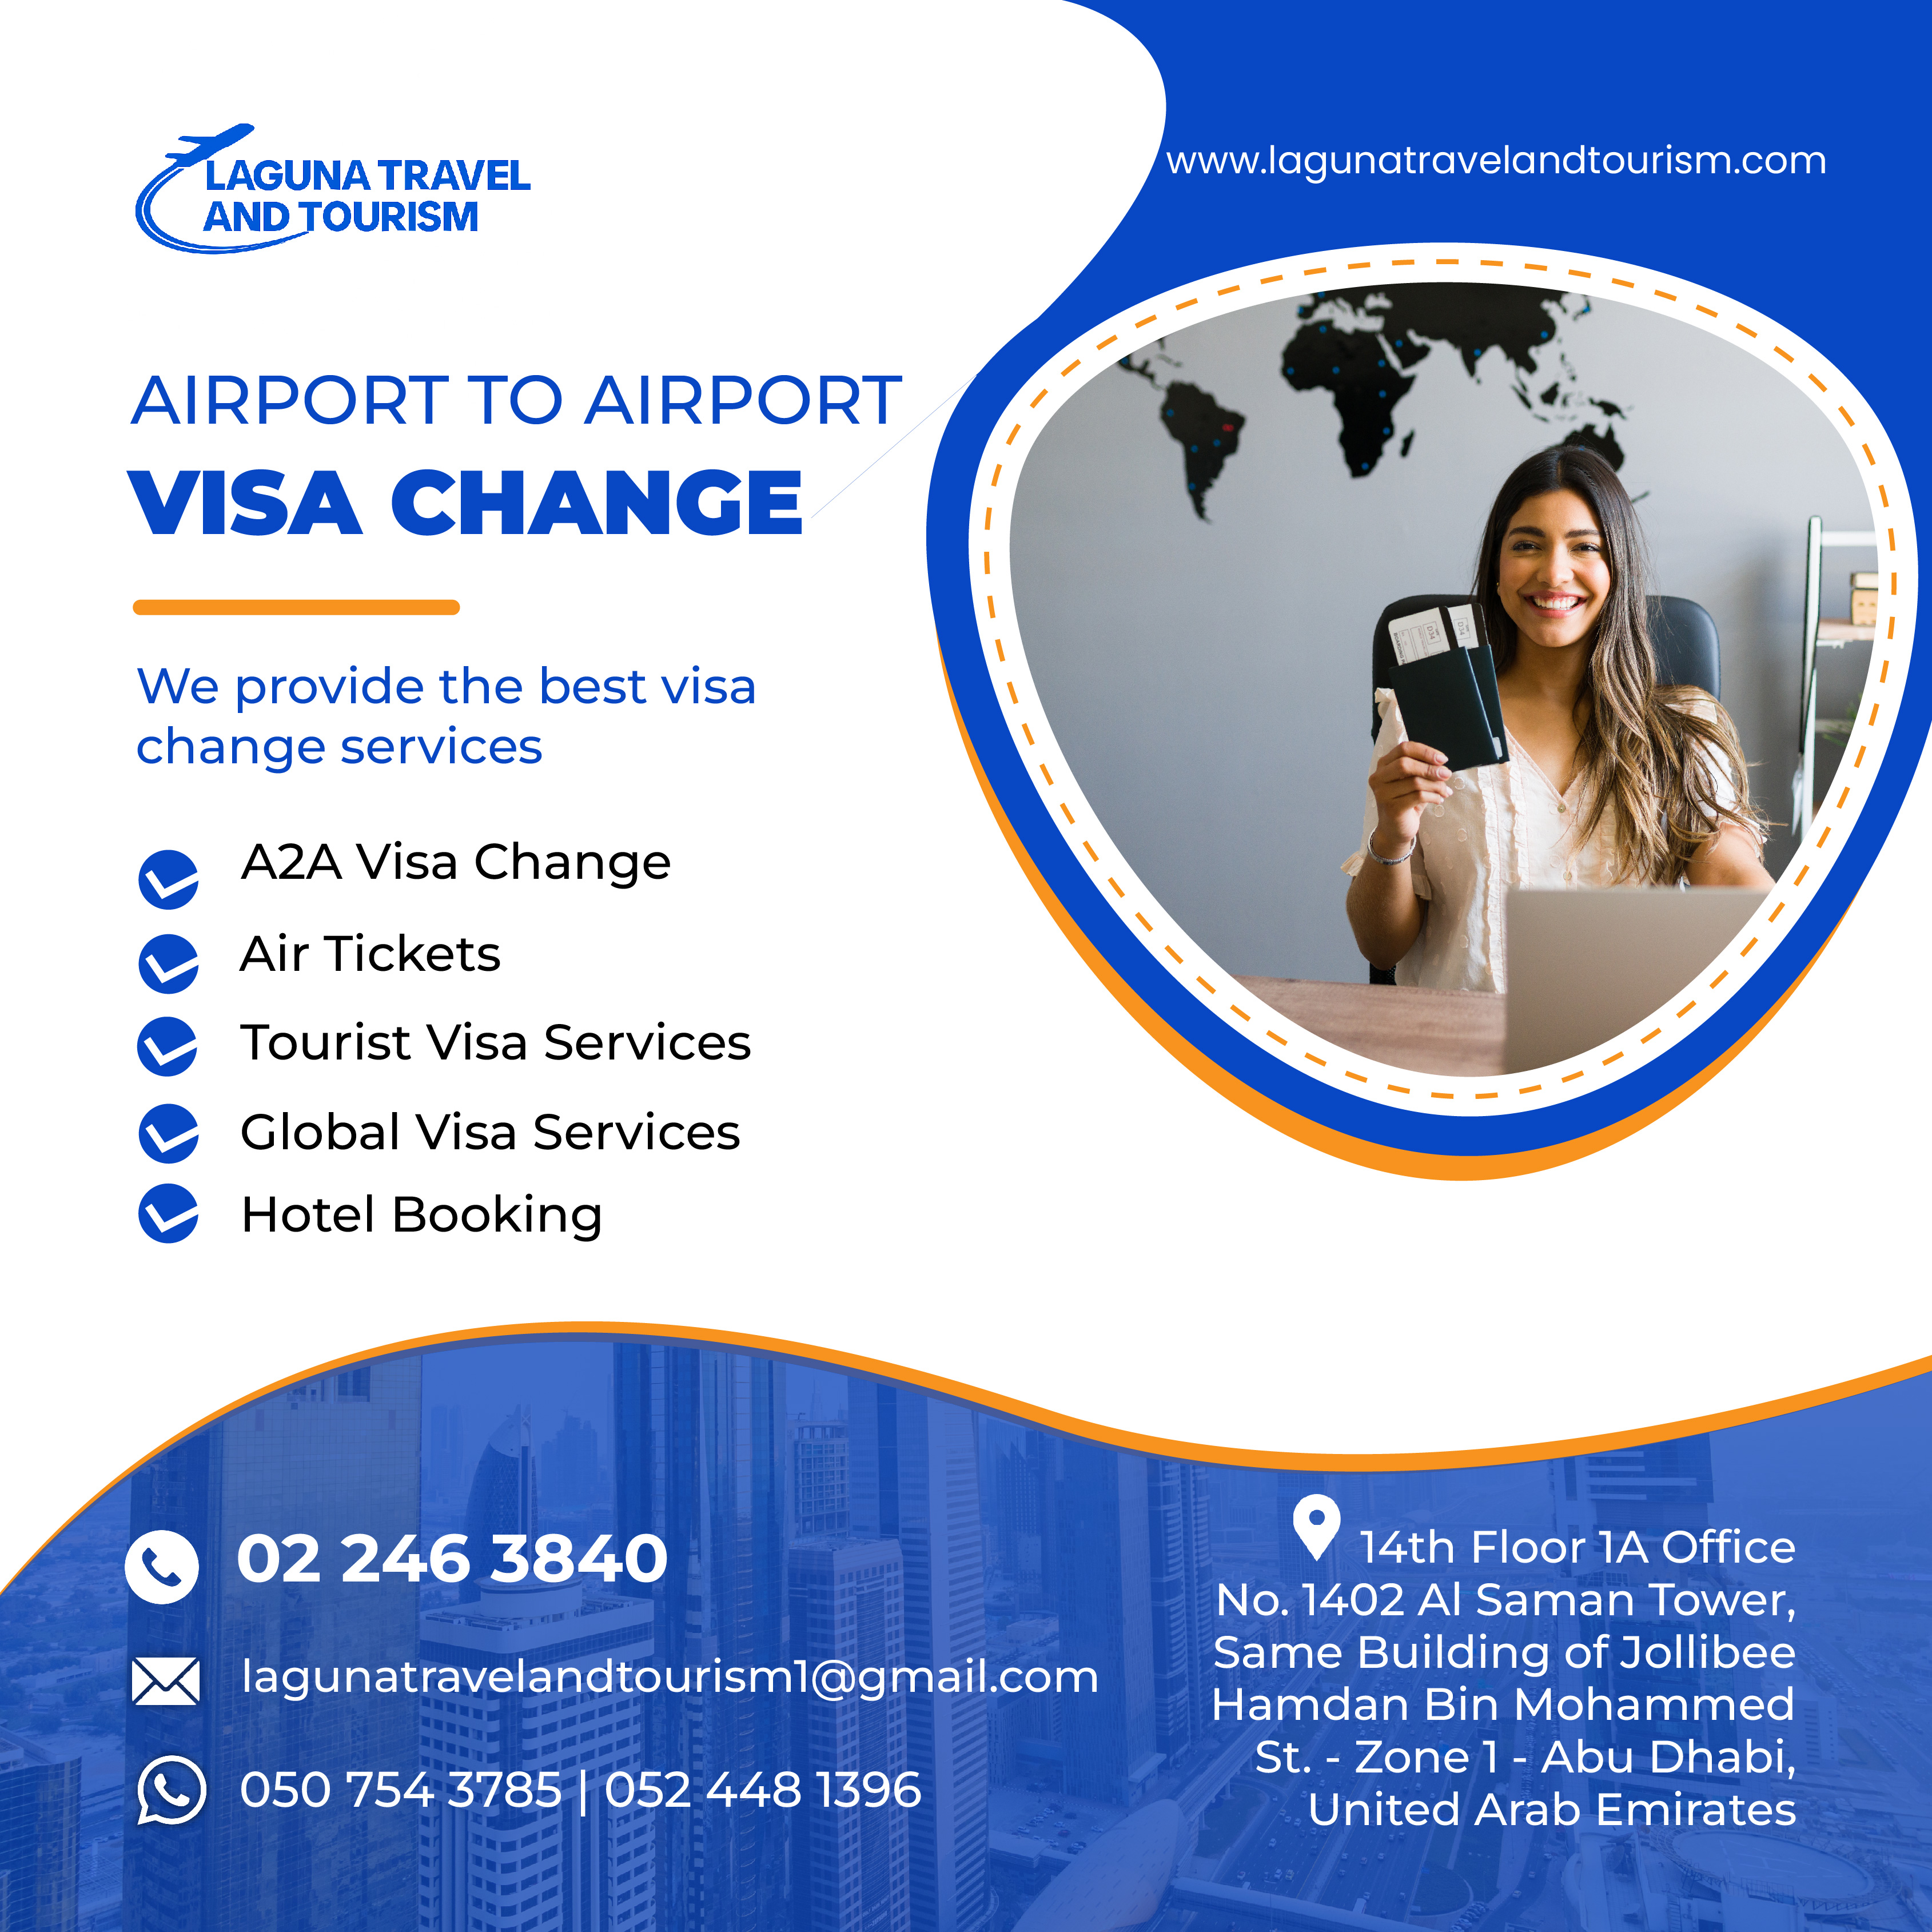 LAGUNA TRAVEL
AND TOURISM
www.lagunatravelandtourism.com
AIRPORT TO AIRPORT
VISA CHANGE
We provide the best visa
change services
A2A Visa Change
Air Tickets
Tourist Visa Services
Global Visa Services
Hotel Booking
02 246 3840
lagunatravelandtourism1@gmail.com
050 754 3785 | 052 448 1396
14th Floor 1A Office
No. 1402 Al Saman Tower,
Same Building of Jollibee
Hamdan Bin Mohammed
St. - Zone 1 - Abu Dhabi,
United Arab Emirates